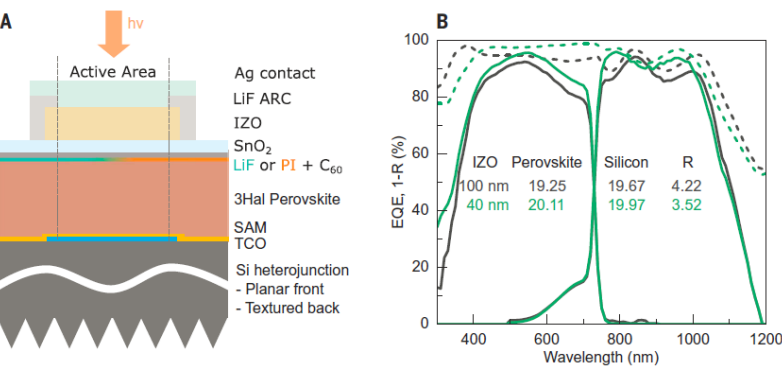 A
hv
Active Area
Ag contact
LiF ARC
IZO
SnO₂
LiF or PI + C₆₀
3Hal Perovskite
SAM
TCO
Si heterojunction
- Planar front
- Textured back
B
EQE, 1-R (%)
100
80
60
40
20
0
IZO Perovskite Silicon R
100 nm 19.25 19.67 4.22
40 nm 20.11 19.97 3.52
400 600 800 1000 1200
Wavelength (nm)